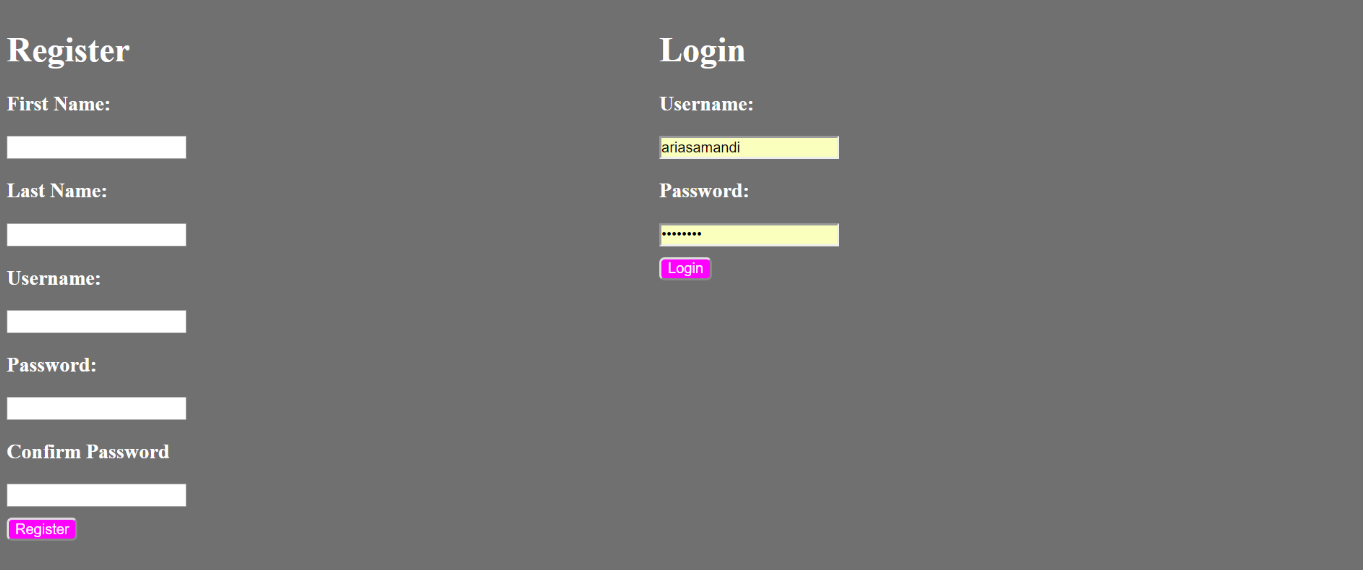 Register
First Name:
Last Name:
Username:
Password:
Confirm Password
Register
Login
Username:
ariasamandi
Password:
••••••••
Login